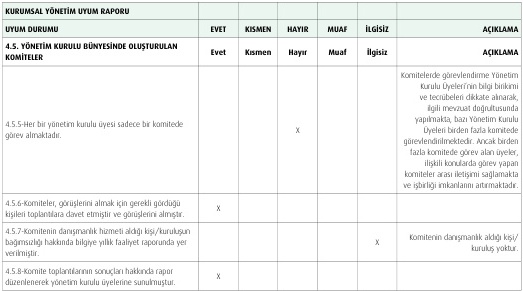 KURUMSAL YÖNETİM UYUM RAPORU
UYUM DURUMU EVET KISMEN HAYIR MUAF İLGİSİZ AÇIKLAMA
4.5. YÖNETİM KURULU BÜNYESİNDE OLUŞTURULAN
KOMİTELER
Evet Kısmen Hayır Muaf İlgisiz AÇIKLAMA
4.5.5-Her bir yönetim kurulu üyesi sadece bir komitede
görev almaktadır.
X
Komitelerde görevlendirme Yönetim
Kurulu Üyeleri'nin bilgi birikimi
ve tecrübeleri dikkate alınarak,
ilgili mevzuat doğrultusunda
yapılmakta, bazı Yönetim Kurulu
Üyeleri birden fazla komitede
görevlendirilmektedir. Ancak birden
fazla komitede görev alan üyeler,
ilişkili konularda görev yapan
komiteler arası iletişimi sağlamakta
ve işbirliği imkanlarını artırmaktadır.
4.5.6-Komiteler, görüşlerini almak için gerekli gördüğü
kişileri toplantılara davet etmiştir ve görüşlerini almıştır.
X
4.5.7-Komitenin danışmanlık hizmeti aldığı kişi/kuruluşun
bağımsızlığı hakkında bilgiye yıllık faaliyet raporunda yer
verilmiştir.
X
Komitenin danışmanlık aldığı kişi/
kuruluş yoktur.
4.5.8-Komite toplantılarının sonuçları hakkında rapor
düzenlenerek yönetim kurulu üyelerine sunulmuştur.
X